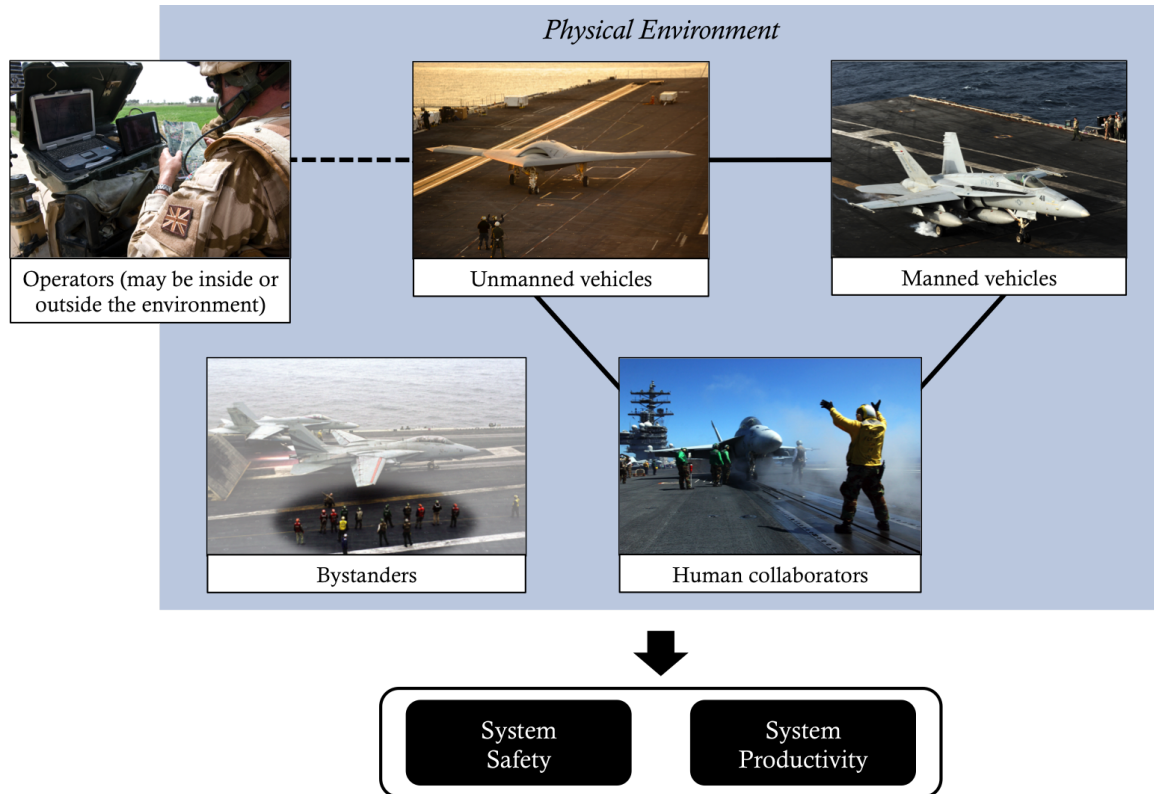 Physical Environment
Operators (may be inside or
outside the environment)
Unmanned vehicles
Manned vehicles
Bystanders
Human collaborators
System
Safety
System
Productivity